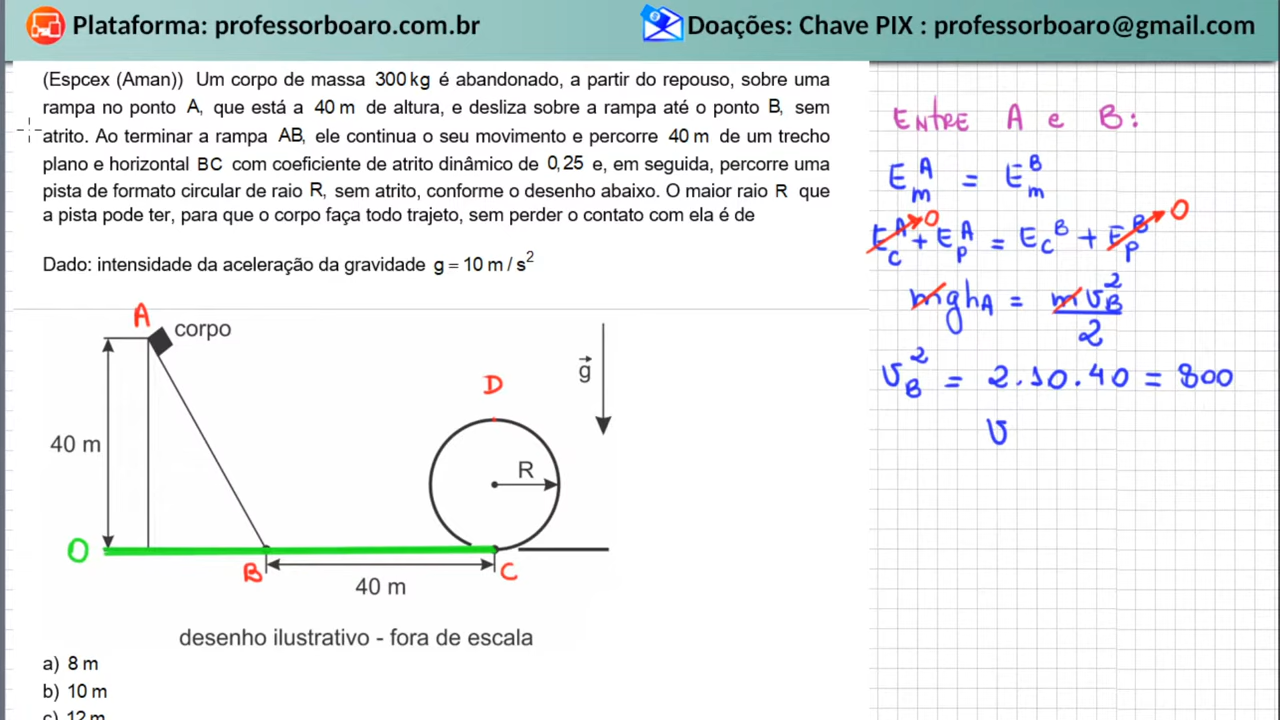 Plataforma: professorboaro.com.br
Doações: Chave PIX : professorboaro@gmail.com
(Espcex (Aman)) Um corpo de massa 300 kg é abandonado, a partir do repouso, sobre uma
rampa no ponto A, que está a 40 m de altura, e desliza sobre a rampa até o ponto B, sem
atrito. Ao terminar a rampa AB, ele continua o seu movimento e percorre 40 m de um trecho
plano e horizontal BC com coeficiente de atrito dinâmico de 0,25 e, em seguida, percorre uma
pista de formato circular de raio R, sem atrito, conforme o desenho abaixo. O maior raio R que
a pista pode ter, para que o corpo faça todo trajeto, sem perder o contato com ela é de
Dado: intensidade da aceleração da gravidade g = 10 m / s²
A
corpo
g⃗
D
40 m
R
O
B
C
40 m
desenho ilustrativo - fora de escala
a) 8 m
b) 10 m
c) 12 m
ENTRE A e B:
E_m^A = E_m^B
E_c^A 0 + E_p^A = E_c^B + E_p^B 0
mgh_A = mv_B²/2
v_B² = 2.10.40 = 800
v